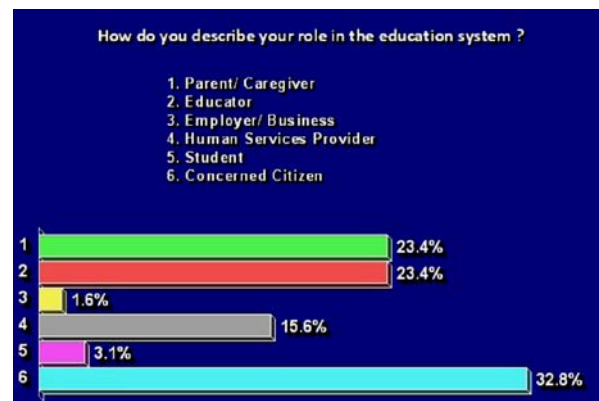 How do you describe your role in the education system ?
1. Parent/ Caregiver
2. Educator
3. Employer/ Business
4. Human Services Provider
5. Student
6. Concerned Citizen
1 23.4%
2 23.4%
3 1.6%
4 15.6%
5 3.1%
6 32.8%